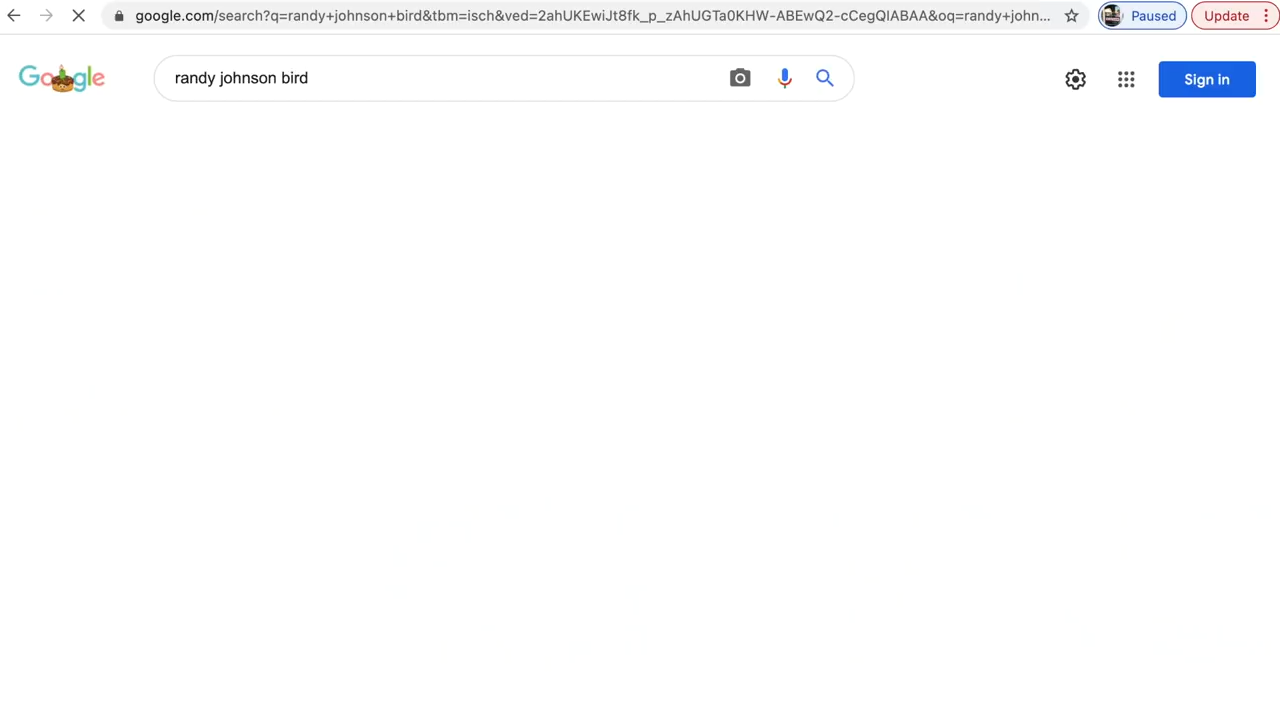 google.com/search?q=randy+johnson+bird&tbm=isch&ved=2ahUKEwiJt8fk_p_zAhUGTa0KHW-ABEwQ2-cCegQIABAA&oq=randy+john...
Paused
Update
Google
randy johnson bird
Sign in